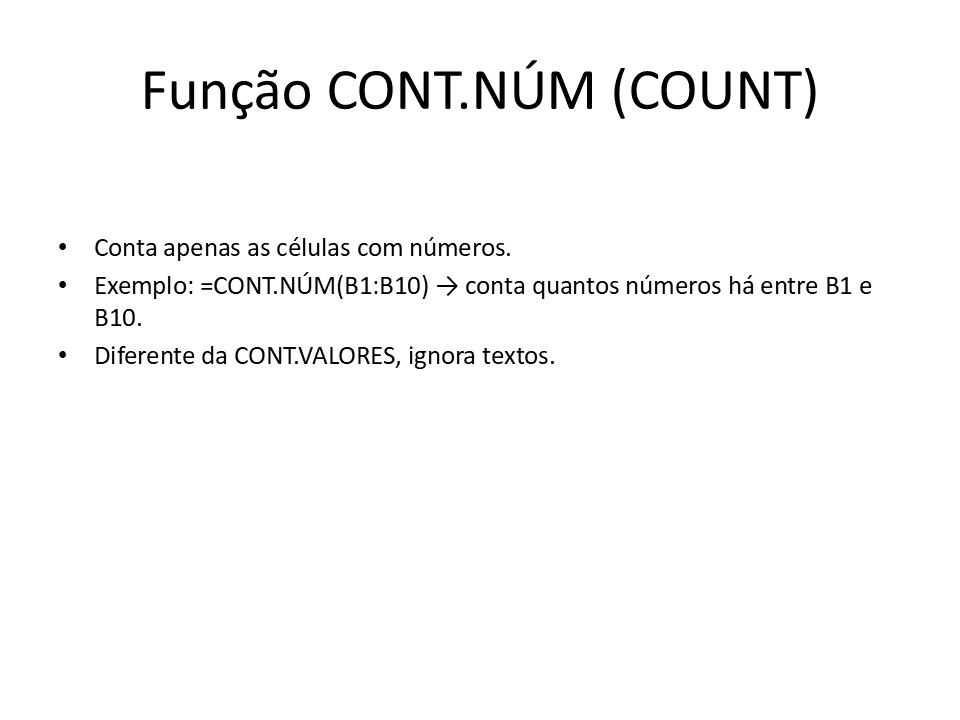 Função CONT.NÚM (COUNT)
• Conta apenas as células com números.
• Exemplo: =CONT.NÚM(B1:B10) → conta quantos números há entre B1 e
B10.
• Diferente da CONT.VALORES, ignora textos.